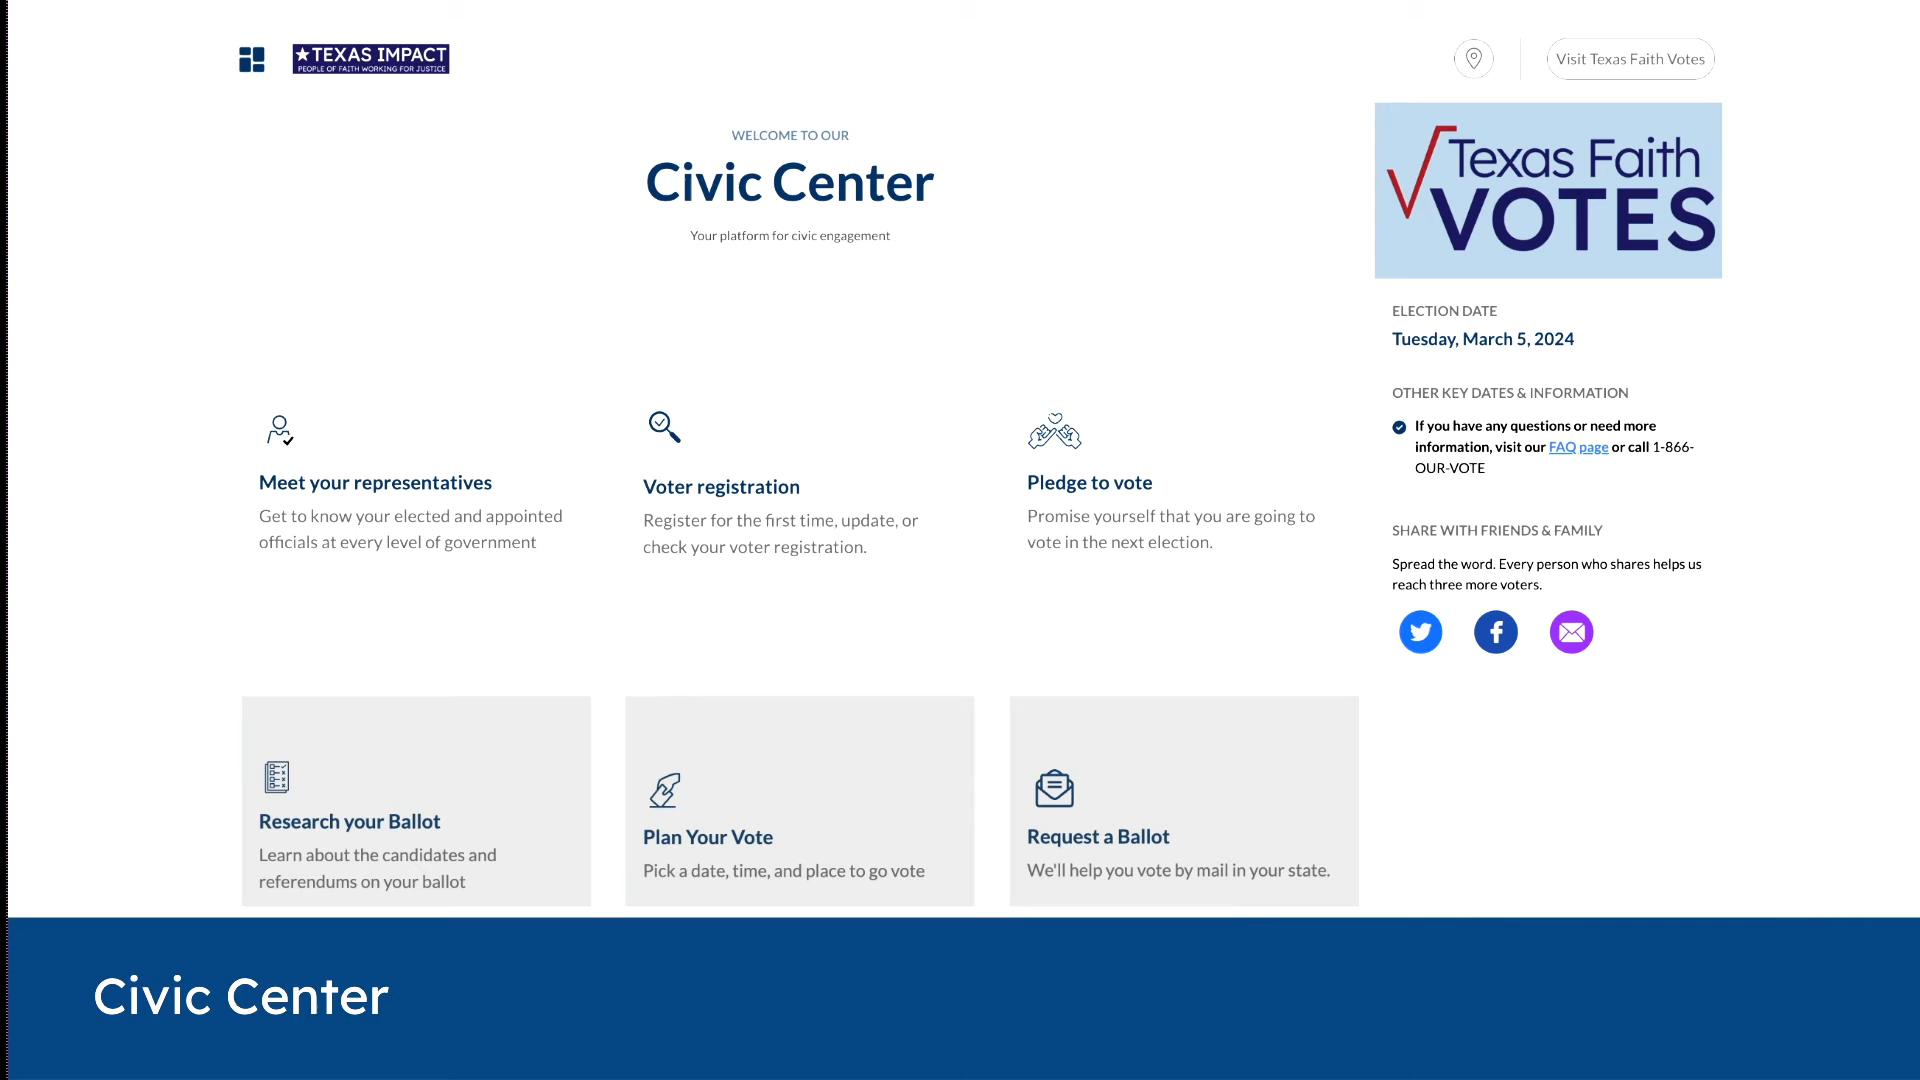 ★TEXAS IMPACT
PEOPLE OF FAITH WORKING FOR JUSTICE
Visit Texas Faith Votes
WELCOME TO OUR
Civic Center
Your platform for civic engagement
Texas Faith
VOTES
ELECTION DATE
Tuesday, March 5, 2024
OTHER KEY DATES & INFORMATION
If you have any questions or need more
information, visit our FAQ page or call 1-866-
OUR-VOTE
SHARE WITH FRIENDS & FAMILY
Spread the word. Every person who shares helps us
reach three more voters.
Meet your representatives
Get to know your elected and appointed
officials at every level of government
Voter registration
Register for the first time, update, or
check your voter registration.
Pledge to vote
Promise yourself that you are going to
vote in the next election.
Research your Ballot
Learn about the candidates and
referendums on your ballot
Plan Your Vote
Pick a date, time, and place to go vote
Request a Ballot
We'll help you vote by mail in your state.
Civic Center